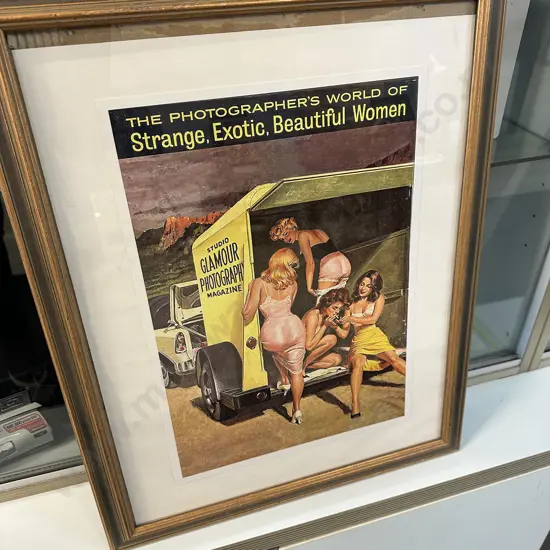 THE PHOTOGRAPHER'S WORLD OF
Strange, Exotic, Beautiful Women
STUDIO
GLAMOUR
PHOTOGRAPHY
MAGAZINE